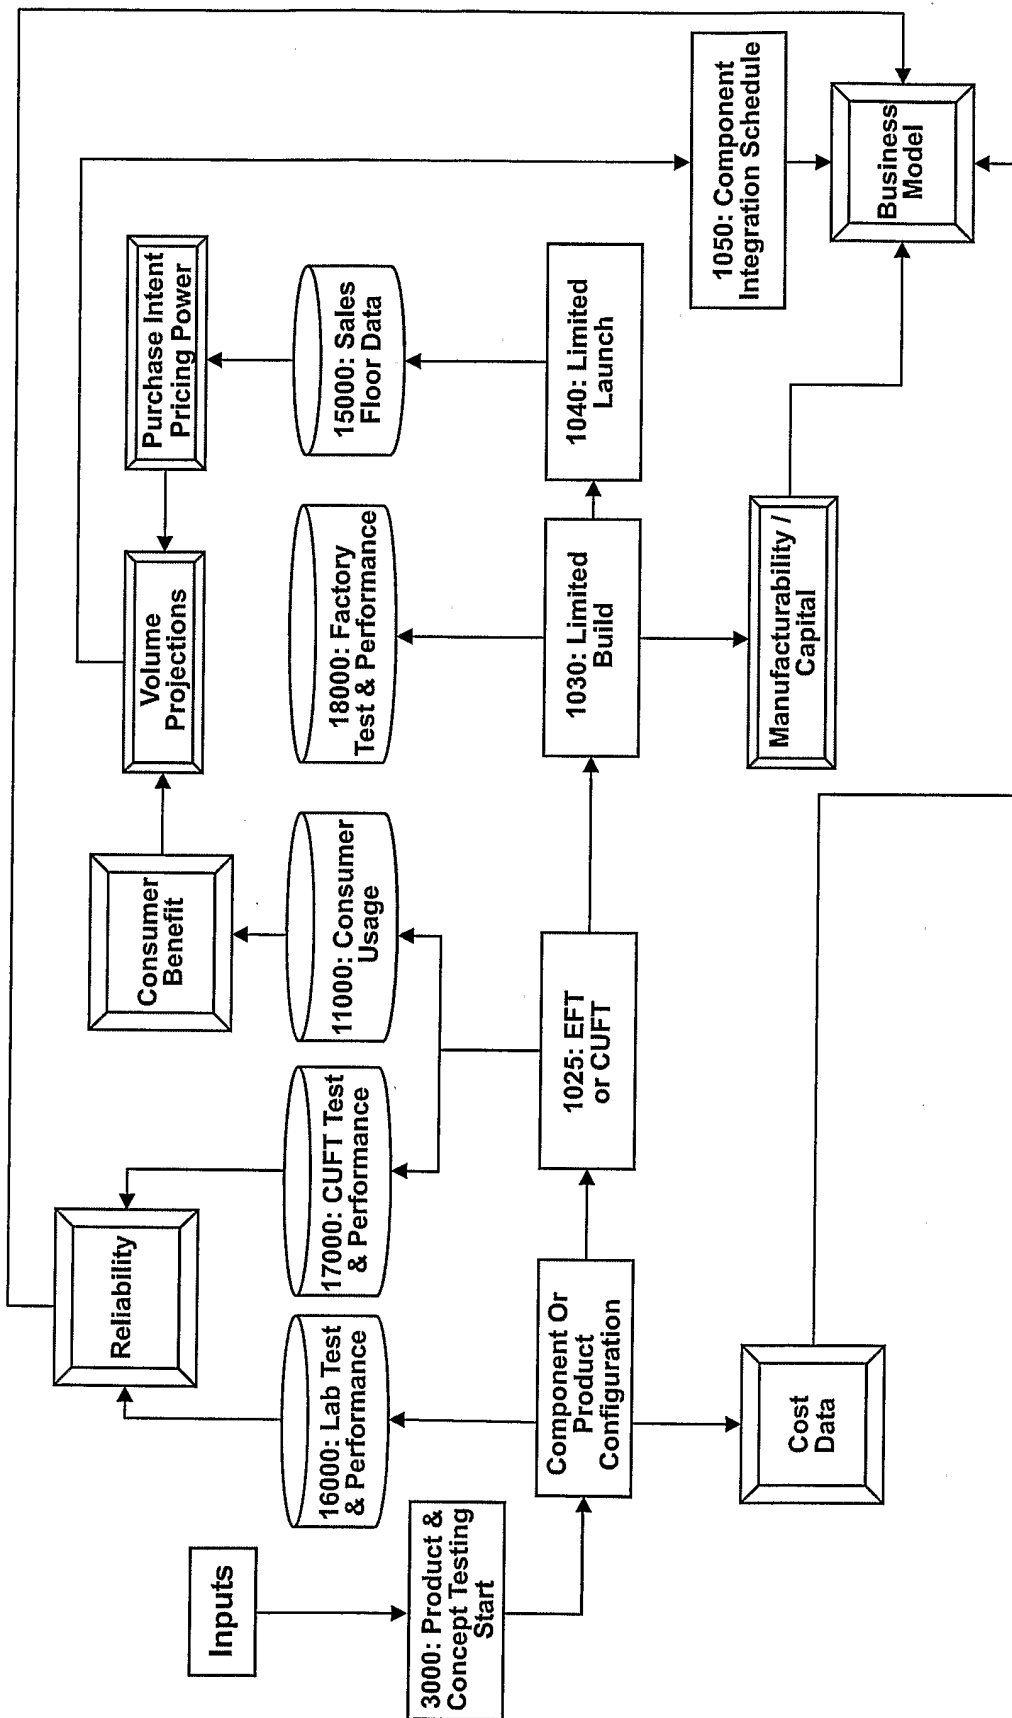 Inputs
3000: Product &
Concept Testing
Start
Reliability
16000: Lab Test
& Performance
Component Or
Product
Configuration
Cost
Data
17000: CUFT Test
& Performance
Consumer
Benefit
11000: Consumer
Usage
1025: EFT
or CUFT
Volume
Projections
18000: Factory
Test & Performance
1030: Limited
Build
Manufacturability /
Capital
Purchase Intent
Pricing Power
15000: Sales
Floor Data
1040: Limited
Launch
1050: Component
Integration Schedule
Business
Model